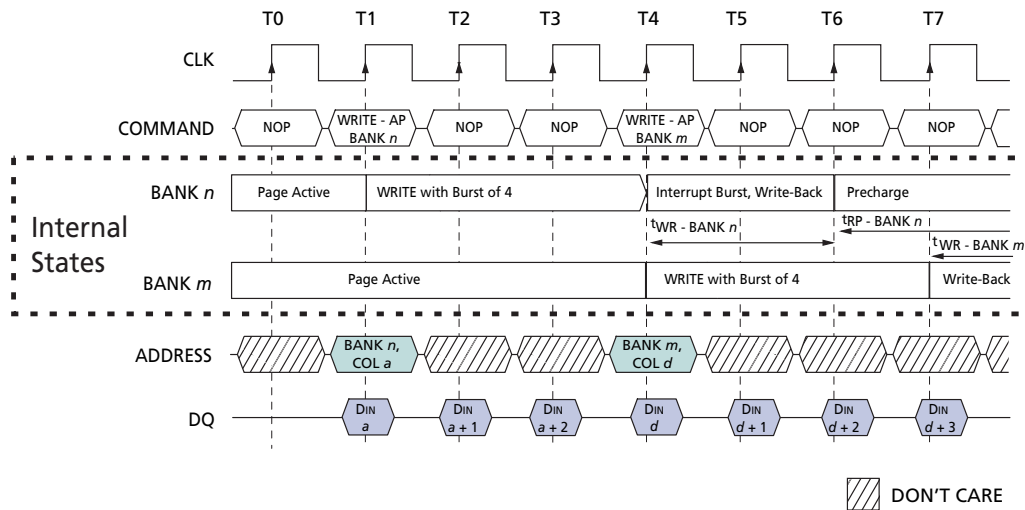 T0 T1 T2 T3 T4 T5 T6 T7
CLK
COMMAND NOP WRITE - AP BANK n NOP NOP WRITE - AP BANK m NOP NOP NOP
Internal States
BANK n Page Active WRITE with Burst of 4 Interrupt Burst, Write-Back Precharge
tWR - BANK n tRP - BANK n
tWR - BANK m
BANK m Page Active WRITE with Burst of 4 Write-Back
ADDRESS BANK n, COL a BANK m, COL d
DQ DIN a DIN a + 1 DIN a + 2 DIN d DIN d + 1 DIN d + 2 DIN d + 3
DON'T CARE